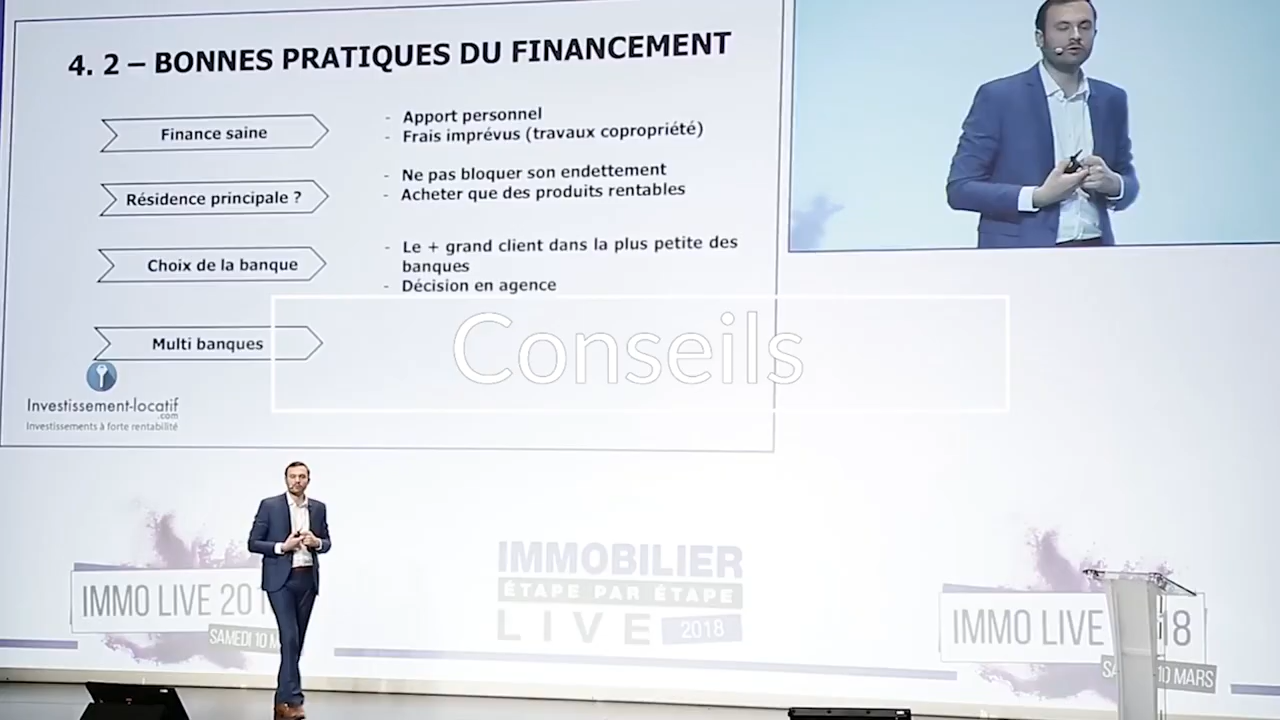 4. 2 – BONNES PRATIQUES DU FINANCEMENT
Finance saine
- Apport personnel
- Frais imprévus (travaux copropriété)
Résidence principale ?
- Ne pas bloquer son endettement
- Acheter que des produits rentables
Choix de la banque
- Le + grand client dans la plus petite des
banques
- Décision en agence
Multi banques
Conseils
Investissement-locatif
.com
Investissements à forte rentabilité
IMMO LIVE 201
SAMEDI 10 M
IMMOBILIER
ÉTAPE PAR ÉTAPE
LIVE 2018
IMMO LIVE 18
SA 10 MARS